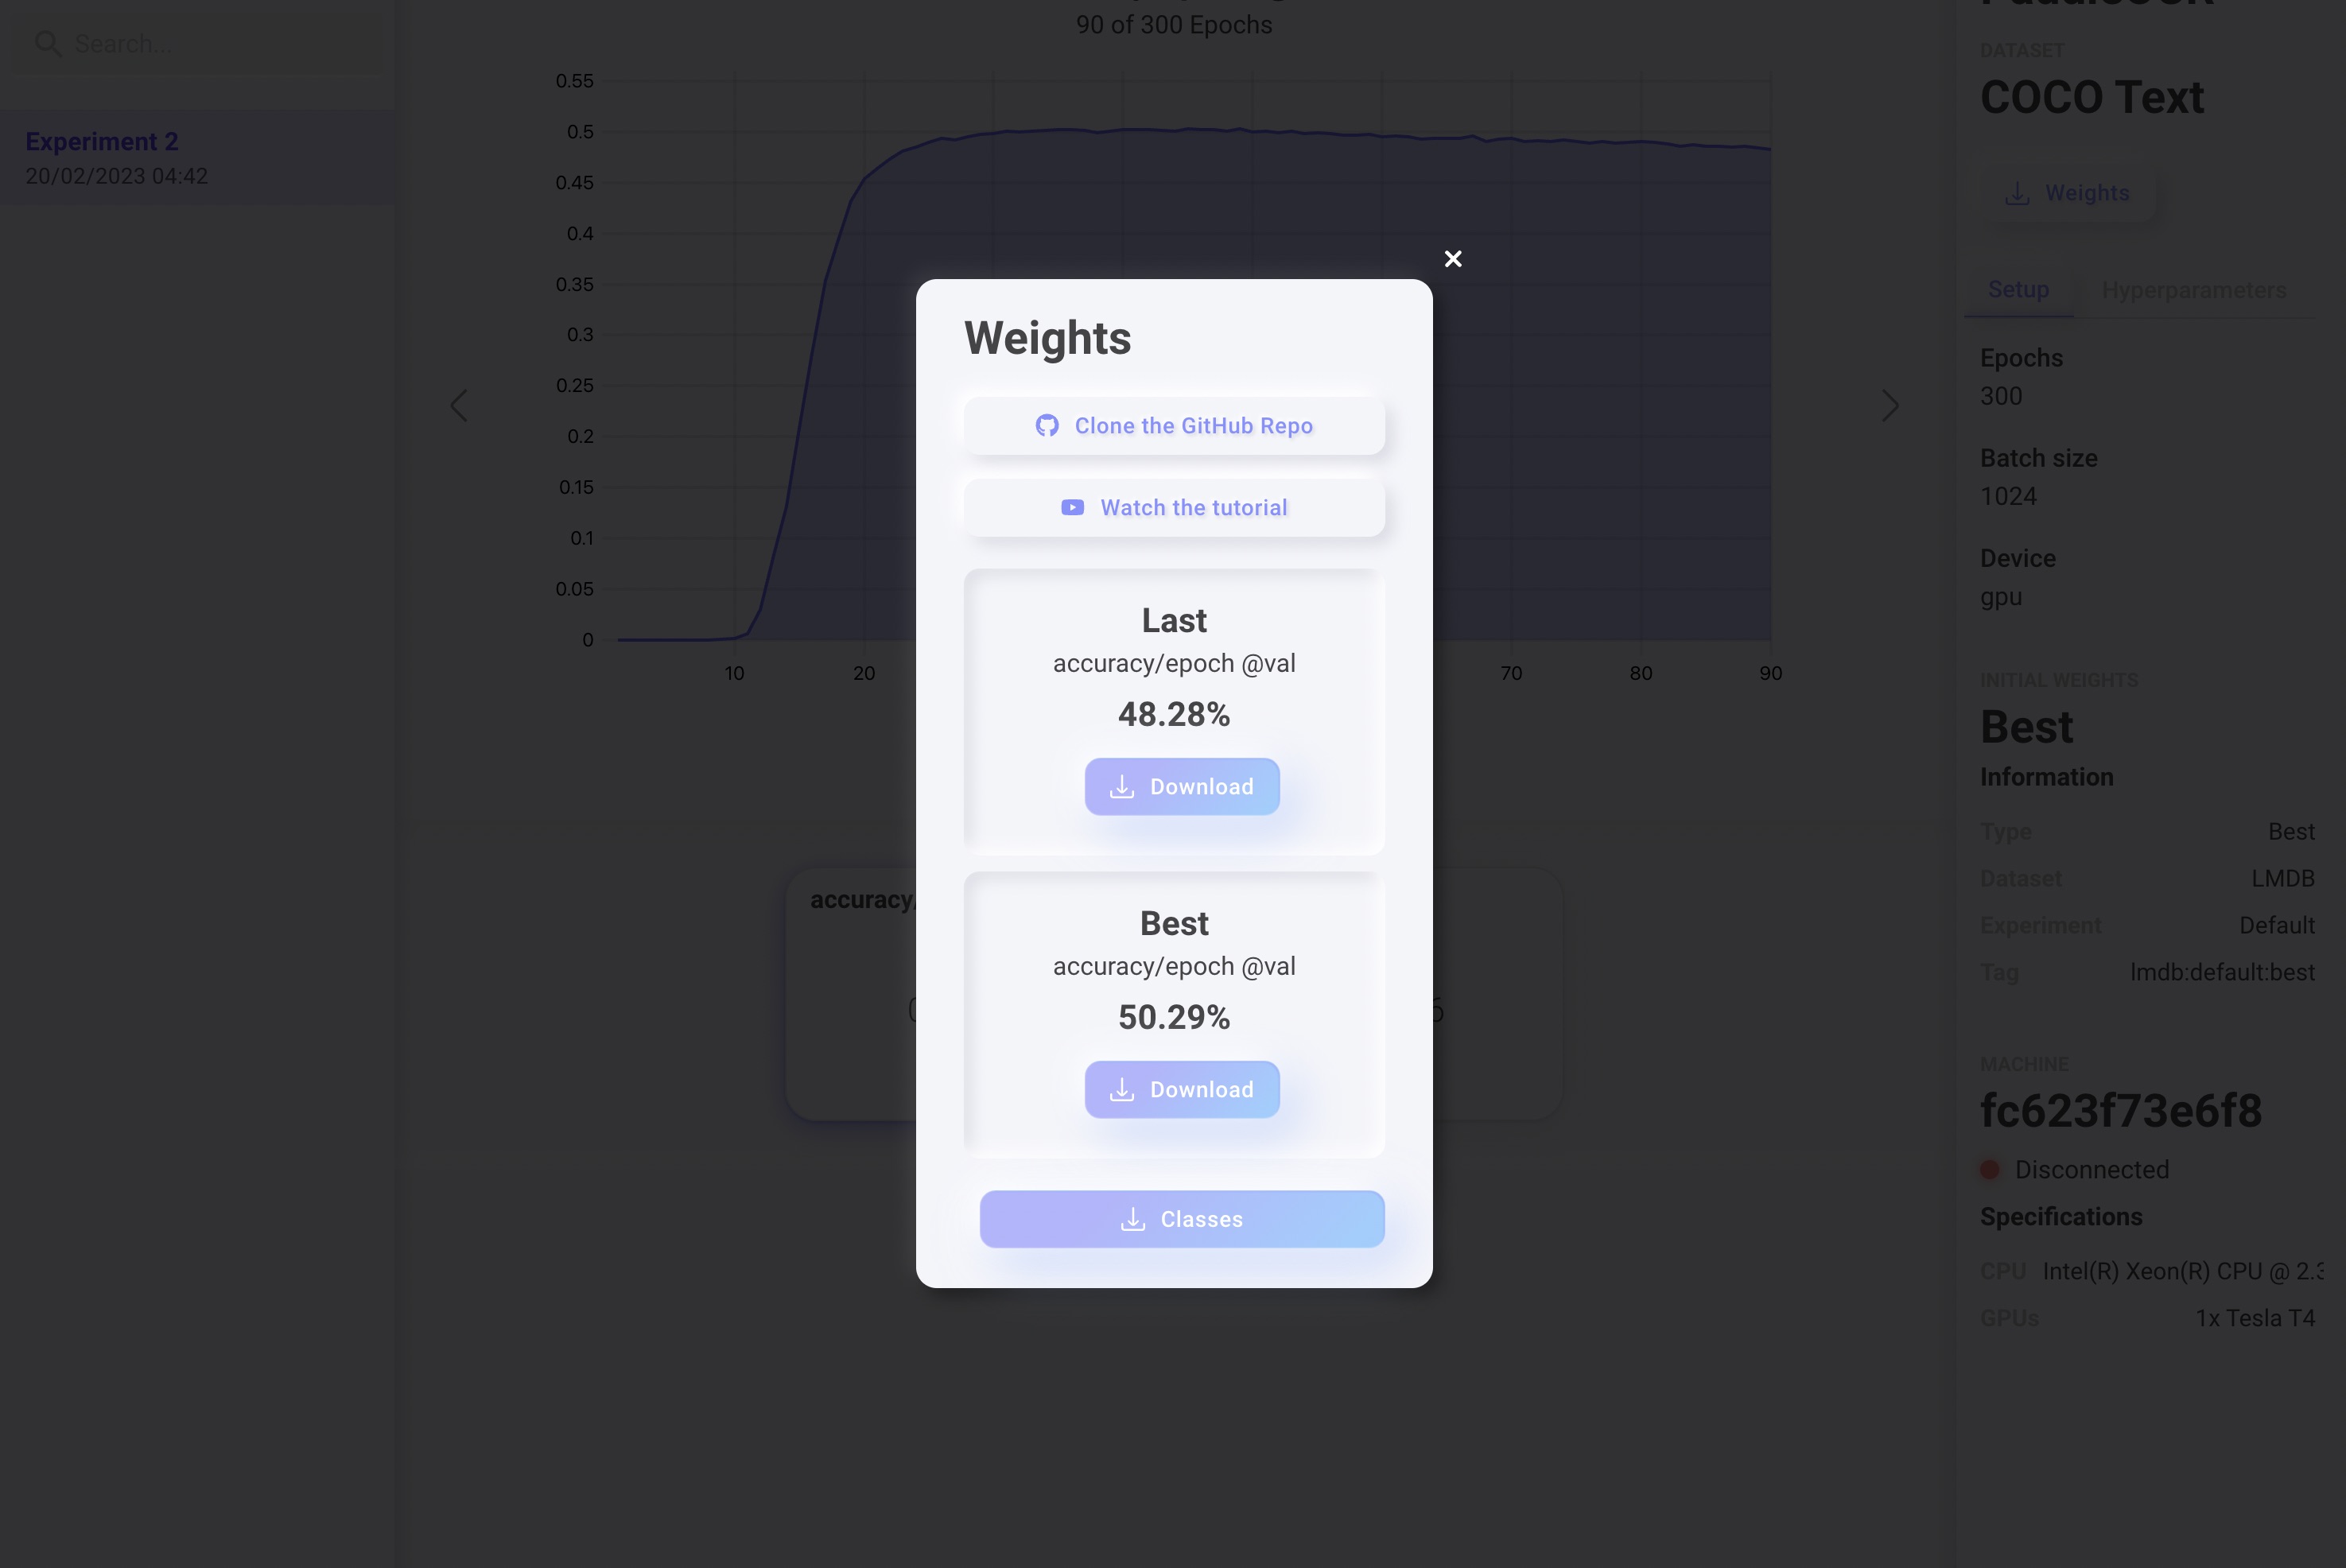 Search...
Experiment 2
20/02/2023 04:42
90 of 300 Epochs
0.55
0.5
0.45
0.4
0.35
0.3
0.25
0.2
0.15
0.1
0.05
0
10
20
70
80
90
accuracy
Weights
Clone the GitHub Repo
Watch the tutorial
Last
accuracy/epoch @val
48.28%
Download
Best
accuracy/epoch @val
50.29%
Download
Classes
DATASET
COCO Text
Weights
Setup Hyperparameters
Epochs
300
Batch size
1024
Device
gpu
INITIAL WEIGHTS
Best
Information
Type Best
Dataset LMDB
Experiment Default
Tag lmdb:default:best
MACHINE
fc623f73e6f8
Disconnected
Specifications
CPU Intel(R) Xeon(R) CPU @ 2.3
GPUs 1x Tesla T4